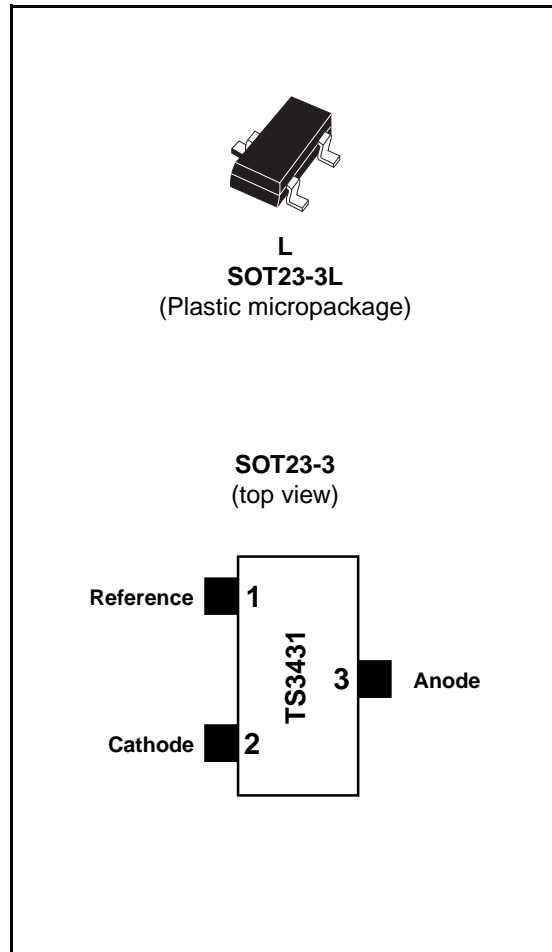 L
SOT23-3L
(Plastic micropackage)
SOT23-3
(top view)
Reference
1
TS3431
3
Anode
Cathode
2